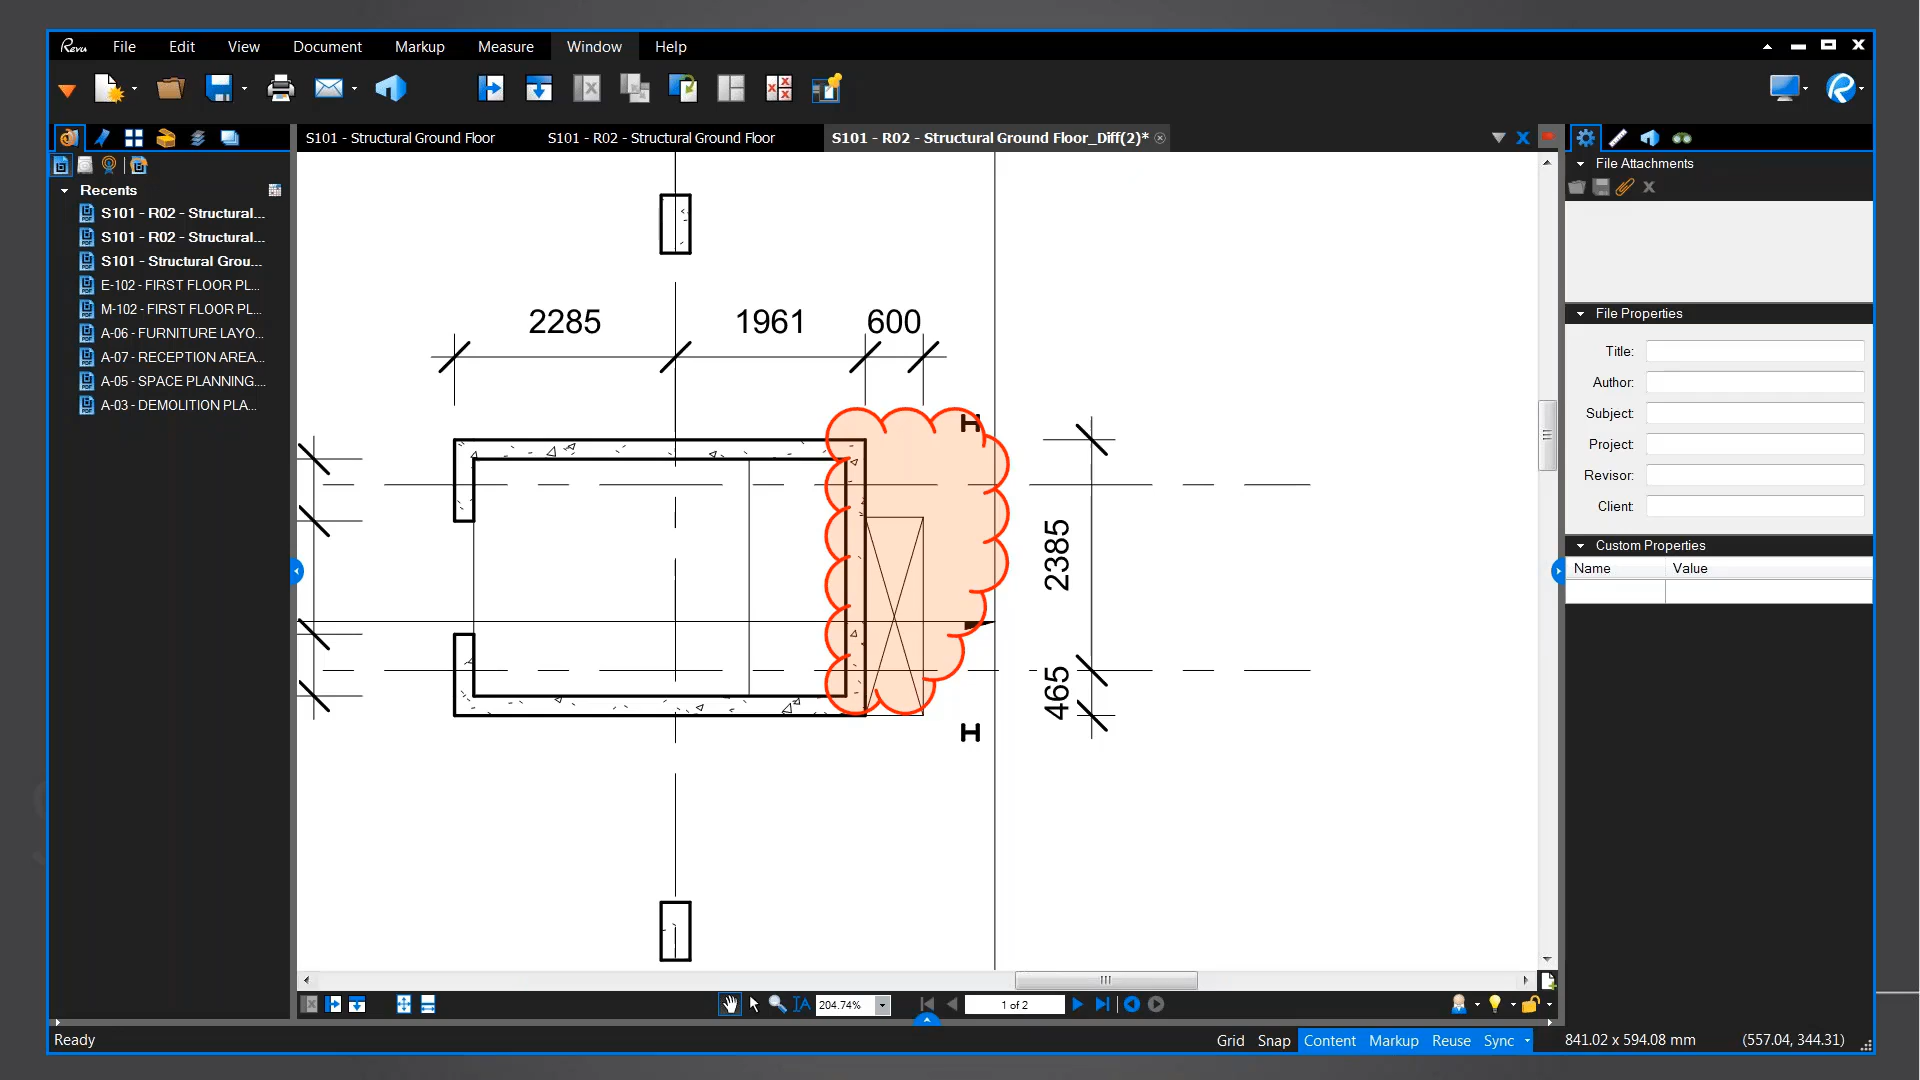 Revu File Edit View Document Markup Measure Window Help
S101 - Structural Ground Floor S101 - R02 - Structural Ground Floor S101 - R02 - Structural Ground Floor_Diff(2)*
Recents
S101 - R02 - Structural...
S101 - R02 - Structural...
S101 - Structural Grou...
E-102 - FIRST FLOOR PL...
M-102 - FIRST FLOOR PL...
A-06 - FURNITURE LAYO...
A-07 - RECEPTION AREA...
A-05 - SPACE PLANNING....
A-03 - DEMOLITION PLA...
2285 1961 600
H
2385
465
H
File Attachments
File Properties
Title:
Author:
Subject:
Project:
Revisor:
Client:
Custom Properties
Name Value
204.74% 1 of 2
Ready Grid Snap Content Markup Reuse Sync 841.02 x 594.08 mm (557.04, 344.31)